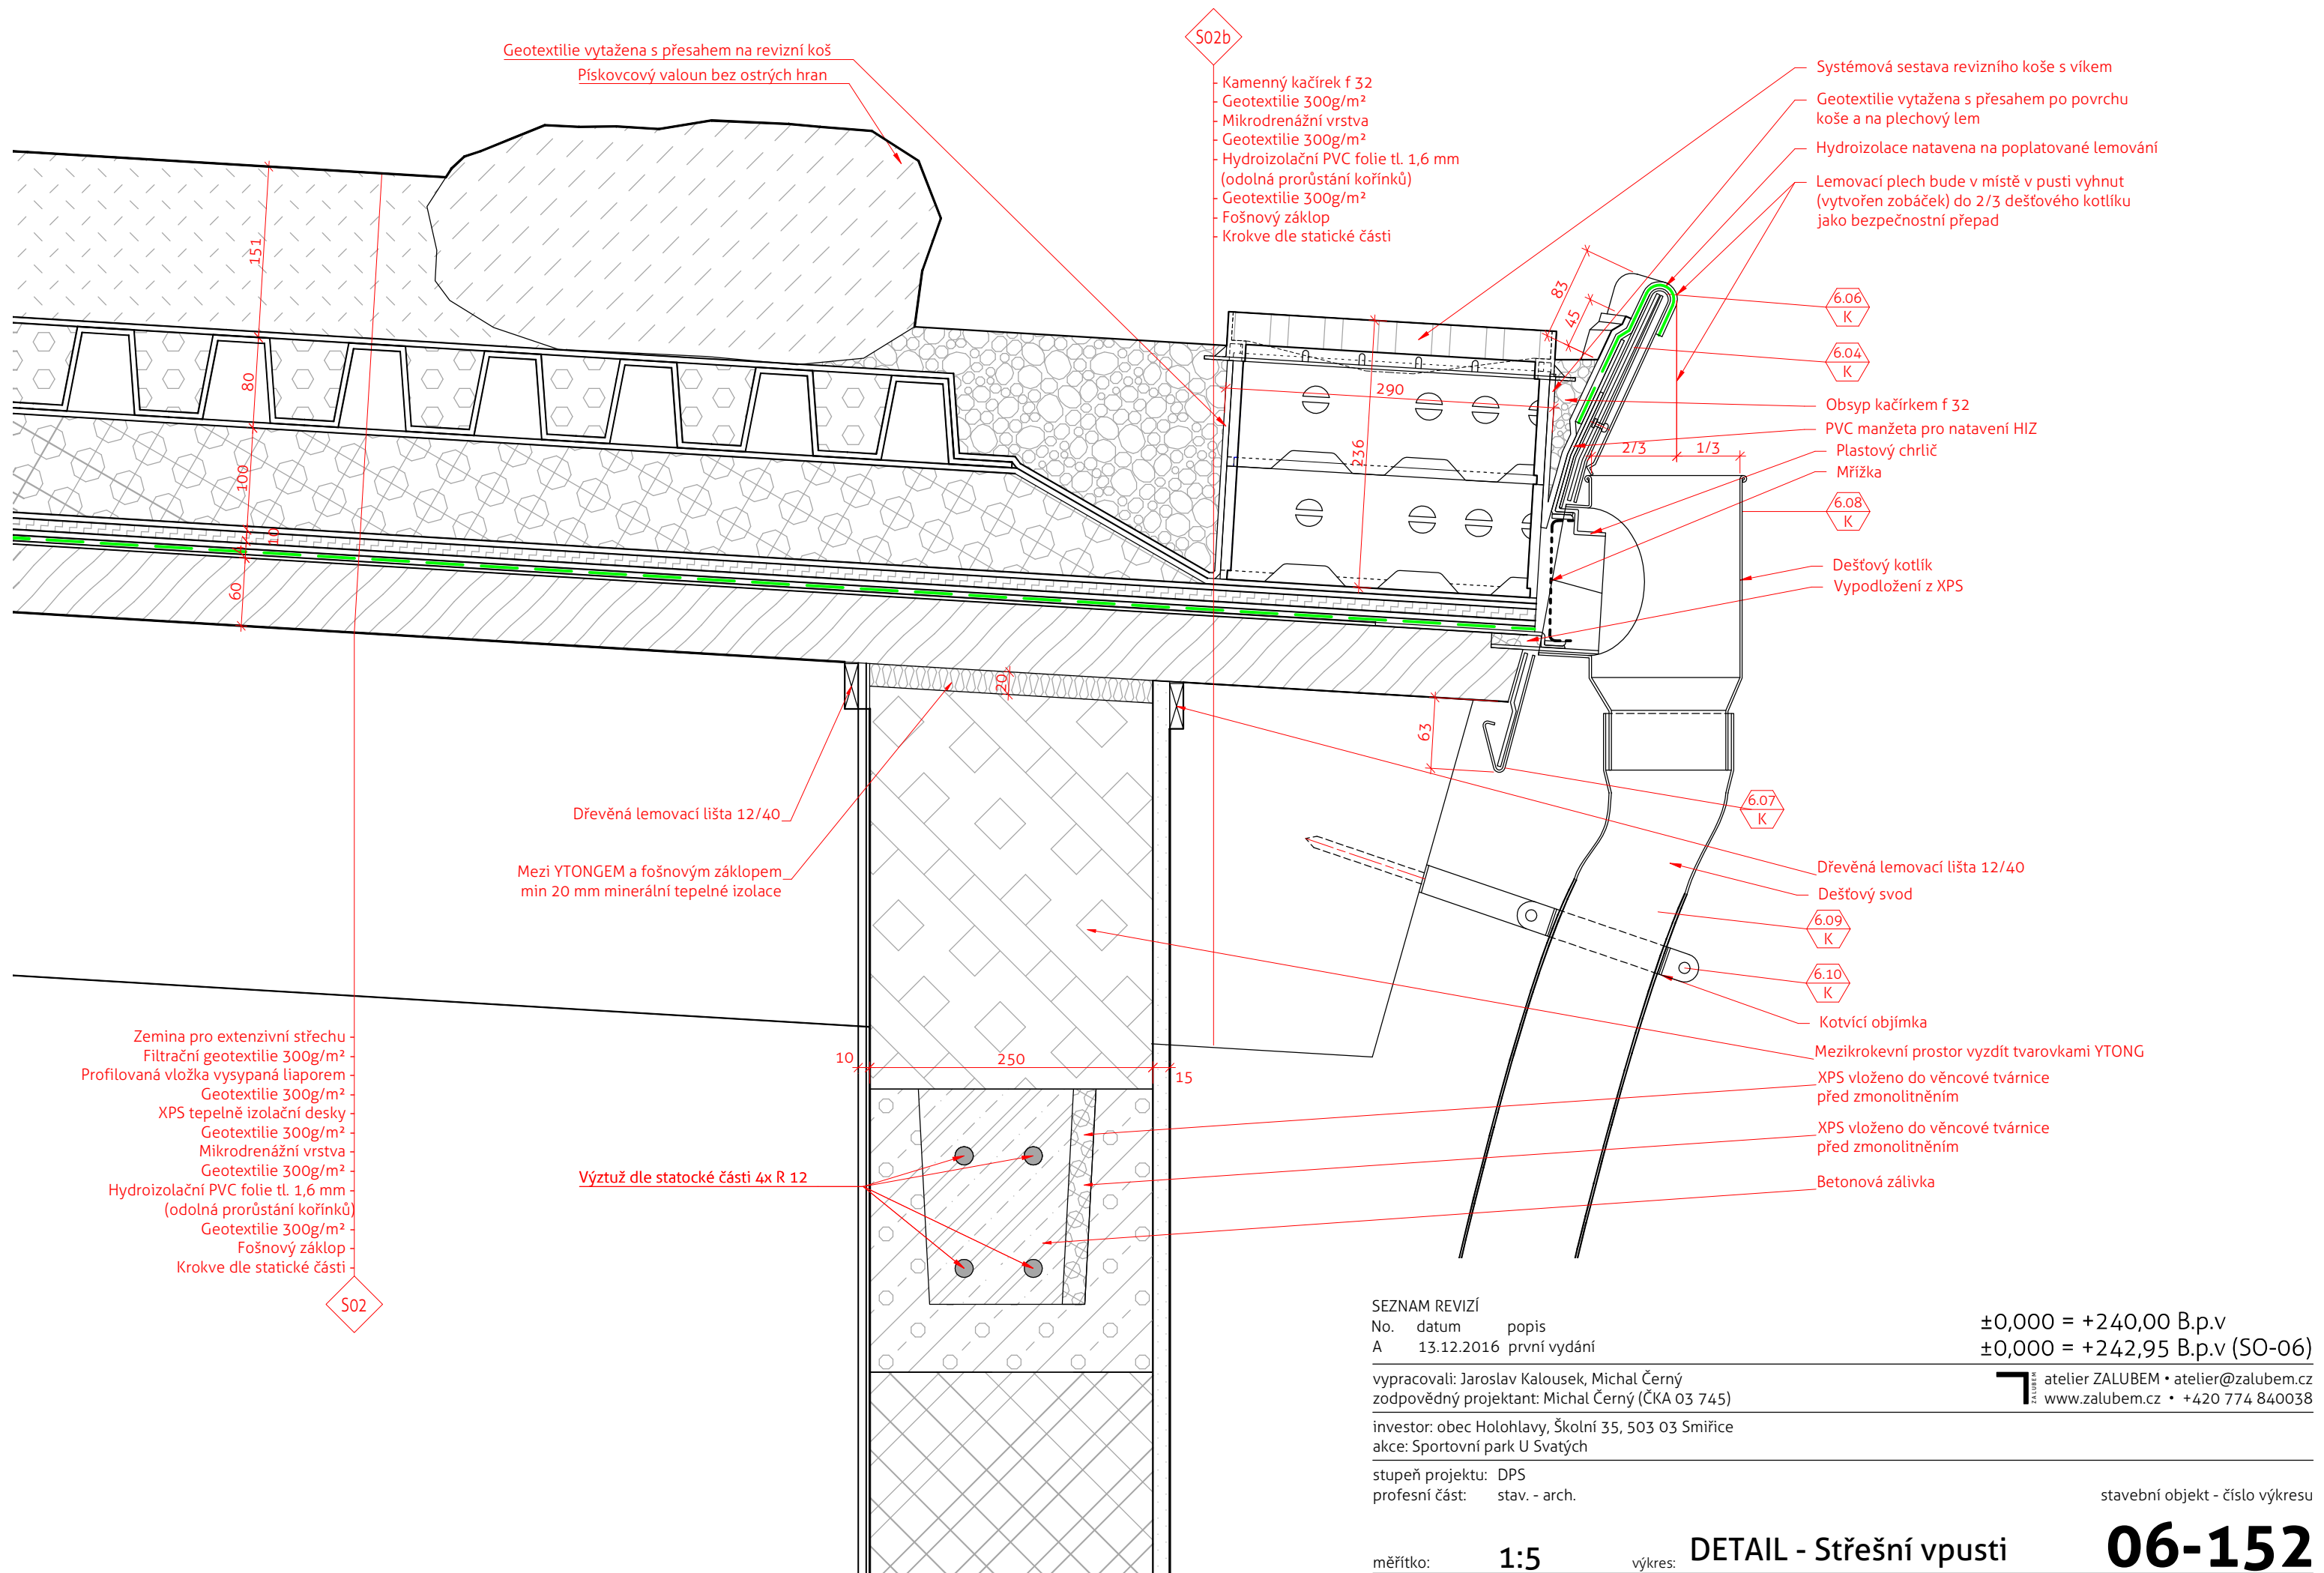 Geotextilie vytažena s přesahem na revizní koš
Pískovcový valoun bez ostrých hran
S02b
Kamenný kačírek f 32
Geotextilie 300g/m²
Mikrodrenážní vrstva
Geotextilie 300g/m²
Hydroizolační PVC folie tl. 1,6 mm
(odolná prorůstání kořínků)
Geotextilie 300g/m²
Fošnový záklop
Krokve dle statické části
Systémová sestava revizního koše s víkem
Geotextilie vytažena s přesahem po povrchu
koše a na plechový lem
Hydroizolace natavena na poplatované lemování
Lemovací plech bude v místě v pusti vyhnut
(vytvořen zobáček) do 2/3 dešťového kotlíku
jako bezpečnostní přepad
6.06
K
6.04
K
Obsyp kačírkem f 32
PVC manžeta pro natavení HIZ
Plastový chrlič
Mřížka
6.08
K
Dešťový kotlík
Vypodložení z XPS
151
80
100
10
60
83
45
290
236
2/3
1/3
20
63
Dřevěná lemovací lišta 12/40
Mezi YTONGEM a fošnovým záklopem
min 20 mm minerální tepelné izolace
6.07
K
Dřevěná lemovací lišta 12/40
Dešťový svod
6.09
K
6.10
K
Kotvící objímka
Mezikrokevní prostor vyzdít tvarovkami YTONG
XPS vloženo do věncové tvárnice
před zmonolitněním
XPS vloženo do věncové tvárnice
před zmonolitněním
Betonová zálivka
10
250
15
Zemina pro extenzivní střechu
Filtrační geotextilie 300g/m²
Profilovaná vložka vysypaná liaporem
Geotextilie 300g/m²
XPS tepelně izolační desky
Geotextilie 300g/m²
Mikrodrenážní vrstva
Geotextilie 300g/m²
Hydroizolační PVC folie tl. 1,6 mm
(odolná prorůstání kořínků)
Geotextilie 300g/m²
Fošnový záklop
Krokve dle statické části
S02
Výztuž dle statocké části 4x R 12
SEZNAM REVIZÍ
No. datum popis
A 13.12.2016 první vydání
±0,000 = +240,00 B.p.v
±0,000 = +242,95 B.p.v (SO-06)
vypracovali: Jaroslav Kalousek, Michal Černý
zodpovědný projektant: Michal Černý (ČKA 03 745)
ZALUBEM
atelier ZALUBEM • atelier@zalubem.cz
www.zalubem.cz • +420 774 840038
investor: obec Holohlavy, Školní 35, 503 03 Smiřice
akce: Sportovní park U Svatých
stupeň projektu: DPS
profesní část: stav. - arch.
stavební objekt - číslo výkresu
měřítko: 1:5 výkres: DETAIL - Střešní vpusti 06-152